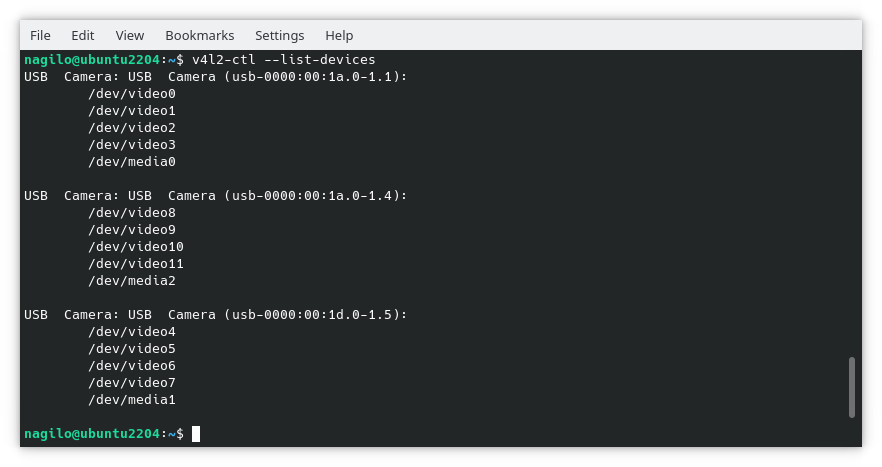 File Edit View Bookmarks Settings Help
nagilo@ubuntu2204:~$ v4l2-ctl --list-devices
USB  Camera: USB  Camera (usb-0000:00:1a.0-1.1):
        /dev/video0
        /dev/video1
        /dev/video2
        /dev/video3
        /dev/media0

USB  Camera: USB  Camera (usb-0000:00:1a.0-1.4):
        /dev/video8
        /dev/video9
        /dev/video10
        /dev/video11
        /dev/media2

USB  Camera: USB  Camera (usb-0000:00:1d.0-1.5):
        /dev/video4
        /dev/video5
        /dev/video6
        /dev/video7
        /dev/media1

nagilo@ubuntu2204:~$